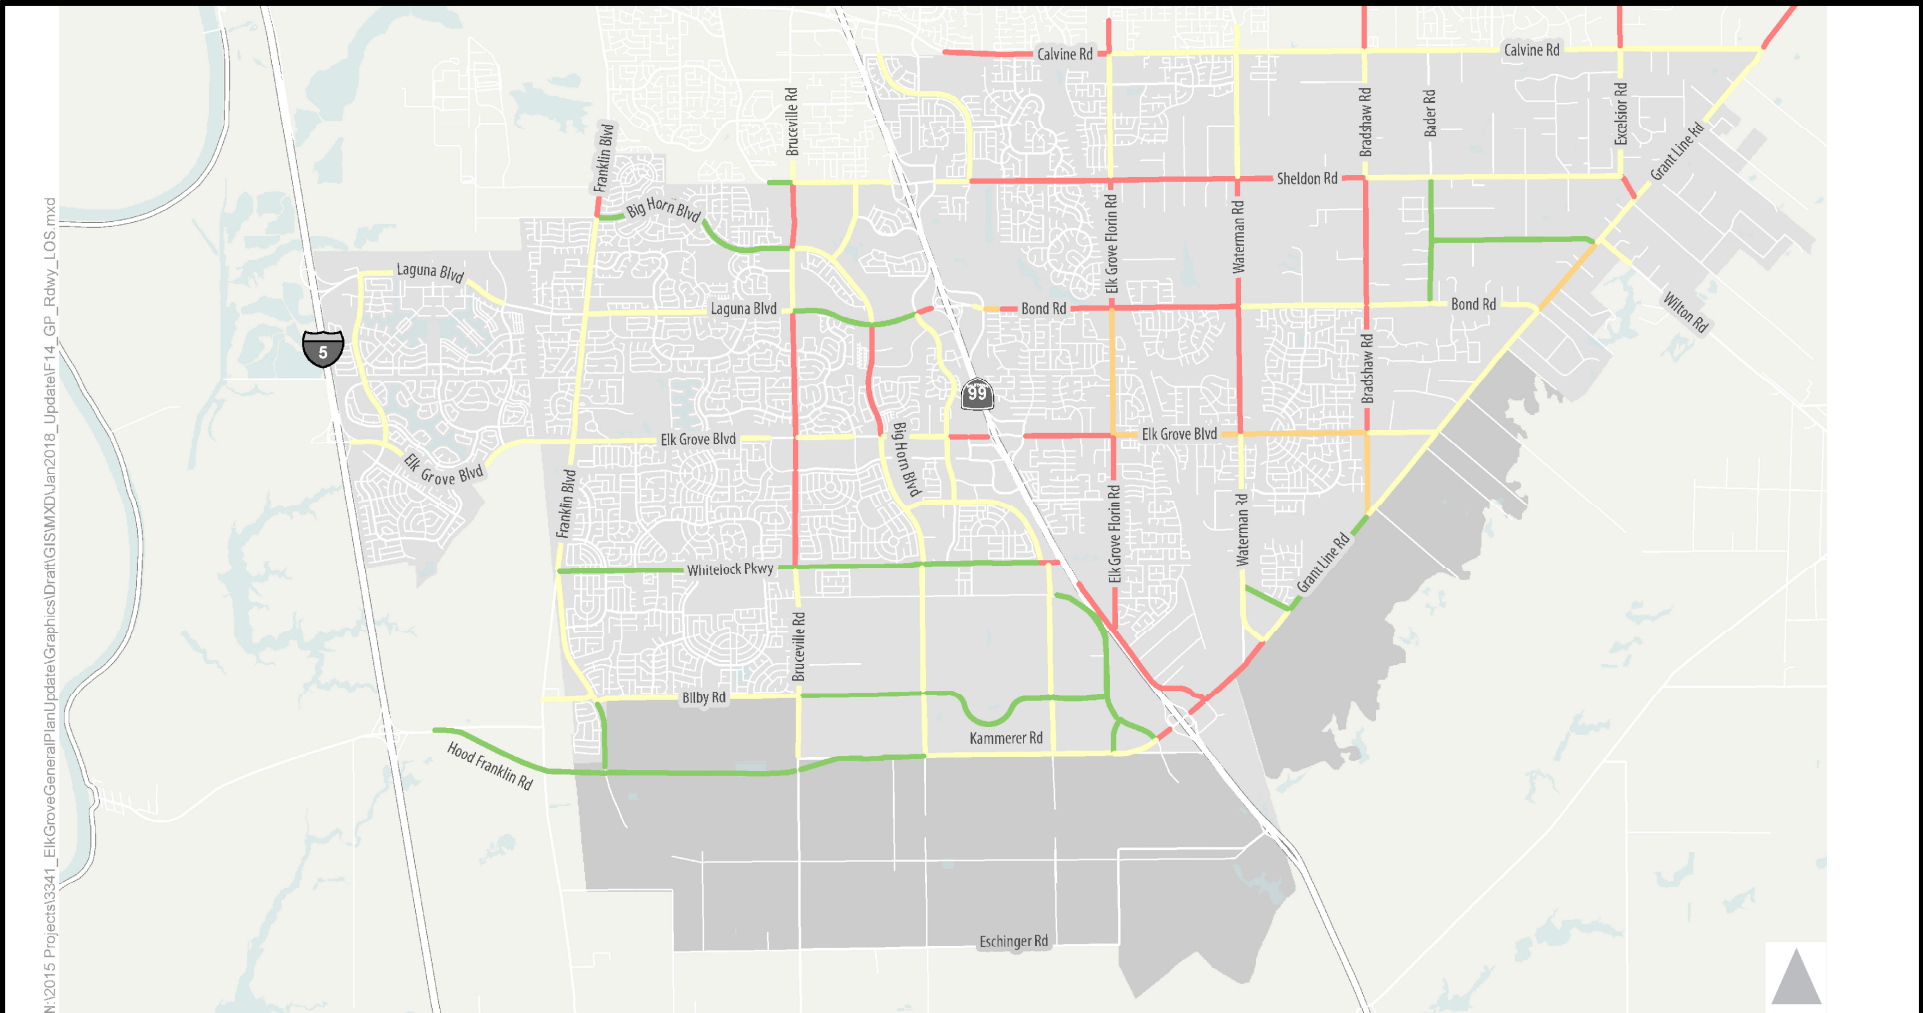 Calvine Rd
Calvine Rd
Bruceville Rd
Franklin Blvd
Bradshaw Rd
Bader Rd
Excelsior Rd
Grant Line Rd
Sheldon Rd
Big Horn Blvd
Elk Grove Florin Rd
Waterman Rd
Laguna Blvd
Laguna Blvd
Bond Rd
Bond Rd
Wilton Rd
5
99
Bradshaw Rd
Elk Grove Blvd
Elk Grove Blvd
Elk Grove Blvd
Big Horn Blvd
Franklin Blvd
Elk Grove Florin Rd
Waterman Rd
Grant Line Rd
Whitelock Pkwy
Bruceville Rd
Bilby Rd
Kammerer Rd
Hood Franklin Rd
Eschinger Rd
N:\2015 Projects\3341_ElkGroveGeneralPlanUpdate\Graphics\Draft\GIS\MXD\Jan2018_Update\F14_GP_Rdwy_LOS.mxd